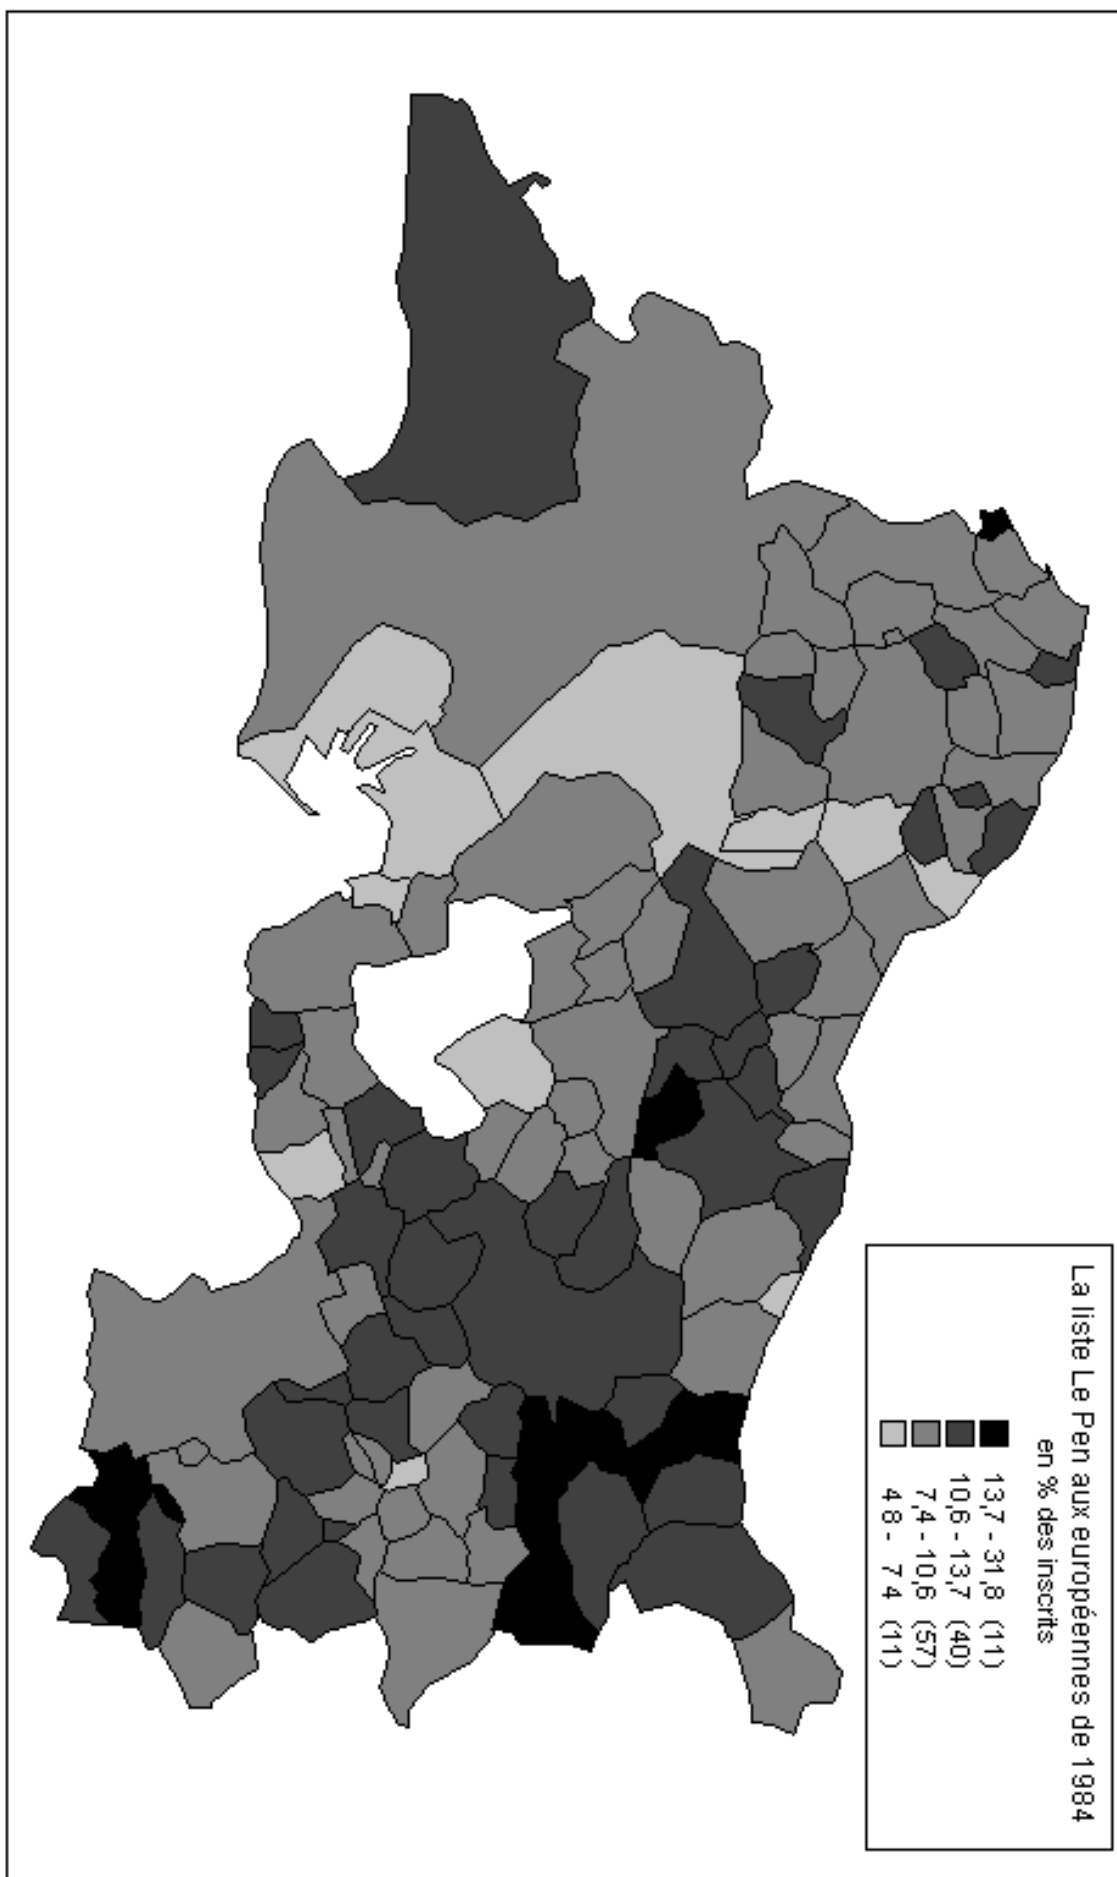 La liste Le Pen aux européennes de 1984
en % des inscrits
13,7 - 31,8 (11)
10,6 - 13,7 (40)
7,4 - 10,6 (57)
4,8 - 7,4 (11)